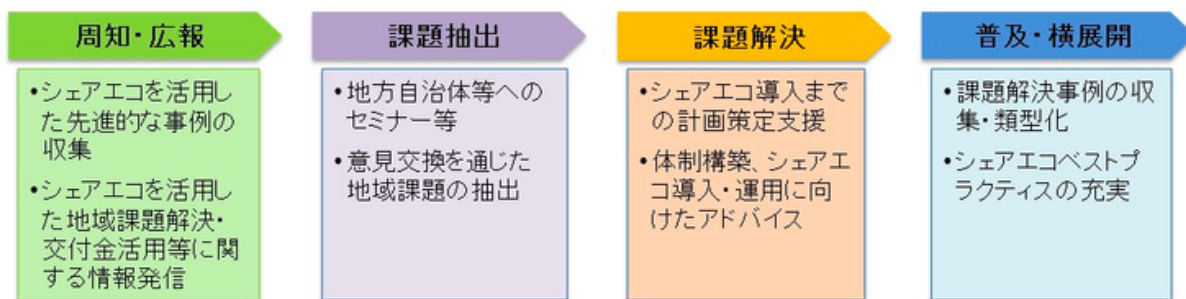 周知・広報
•シェアエコを活用し
た先進的な事例の
収集
•シェアエコを活用し
た地域課題解決・
交付金活用等に関
する情報発信
課題抽出
•地方自治体等への
セミナー等
•意見交換を通じた
地域課題の抽出
課題解決
•シェアエコ導入まで
の計画策定支援
•体制構築、シェアエ
コ導入・運用に向
けたアドバイス
普及・横展開
•課題解決事例の収
集・類型化
•シェアエコベストプ
ラクティスの充実